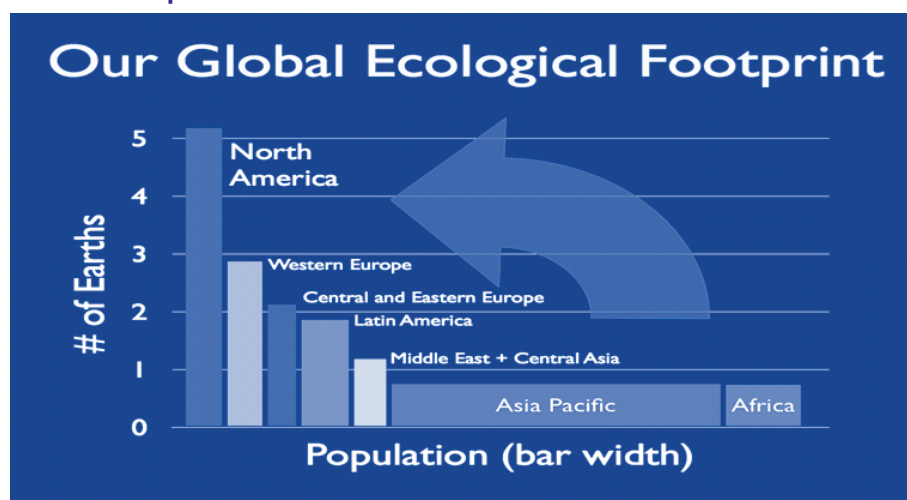 Our Global Ecological Footprint
5
4
3
2
1
0
# of Earths
North
America
Western Europe
Central and Eastern Europe
Latin America
Middle East + Central Asia
Asia Pacific
Africa
Population (bar width)